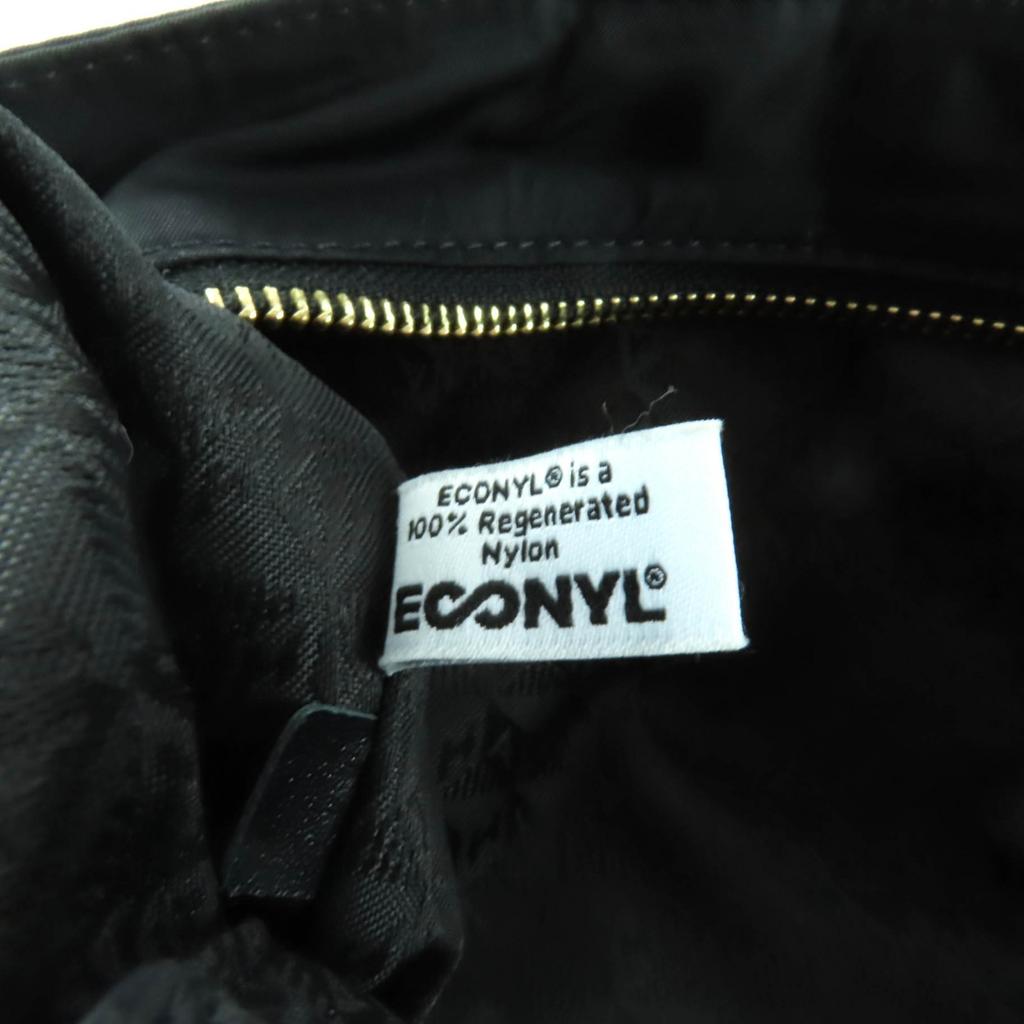 ECONYL® is a
100% Regenerated
Nylon
ECONYL®